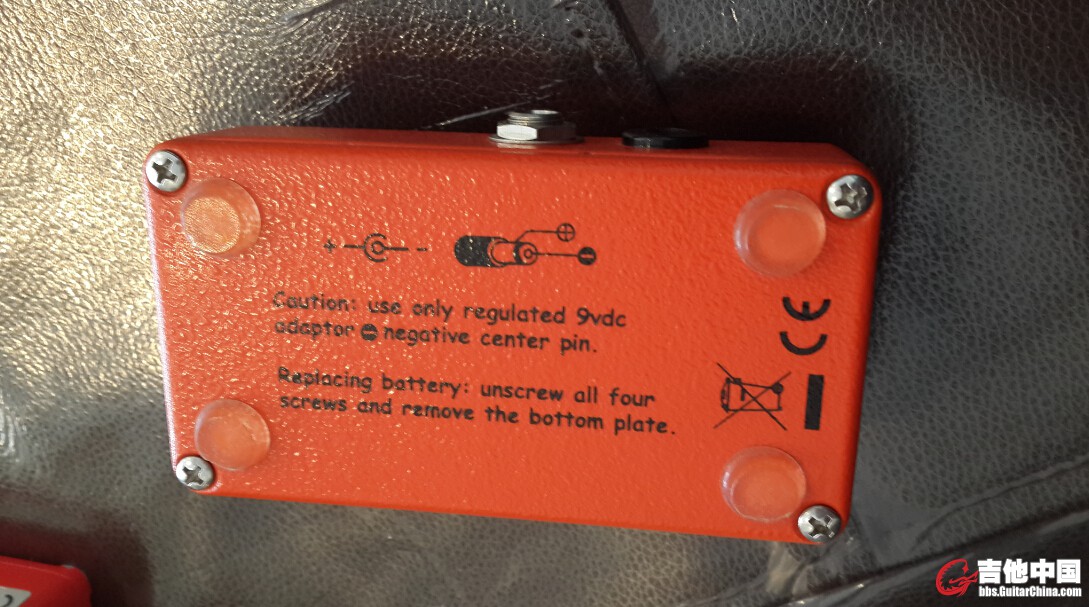 + -
Caution: use only regulated 9vdc
adaptor ⊖ negative center pin.
Replacing battery: unscrew all four
screws and remove the bottom plate.
CE
吉他中国
bbs.GuitarChina.com